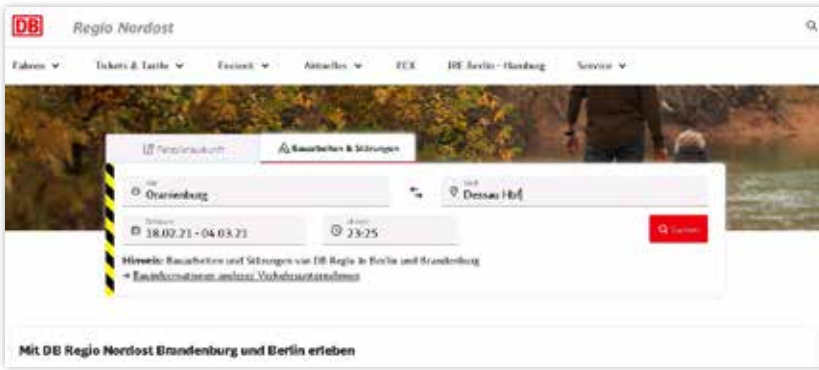 DB Regio Nordost
Fahren Tickets & Tarife Freizeit Aktuelles FEX IRE Berlin - Hamburg Service
Fahrplanauskunft Bauarbeiten & Störungen
Oranienburg Dessau Hbf
18.02.21 - 04.03.21 23:25 Suchen
Hinweis: Bauarbeiten und Störungen von DB Regio in Berlin und Brandenburg
→ Bauinformationen anderer Verkehrsunternehmen
Mit DB Regio Nordost Brandenburg und Berlin erleben